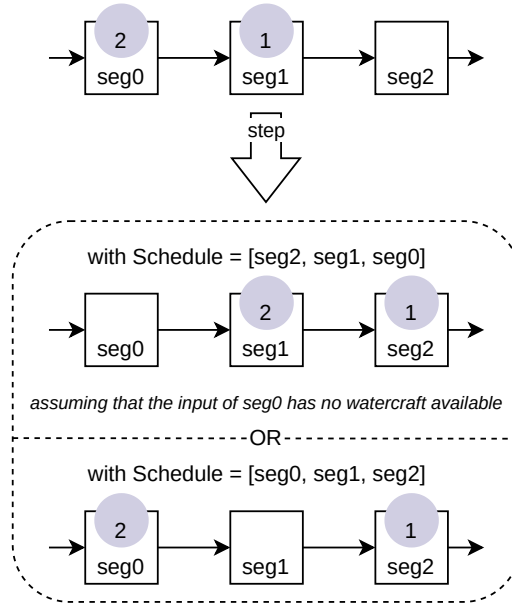 2 1
seg0 seg1 seg2
step
with Schedule = [seg2, seg1, seg0]
2 1
seg0 seg1 seg2
assuming that the input of seg0 has no watercraft available
OR
with Schedule = [seg0, seg1, seg2]
2 1
seg0 seg1 seg2